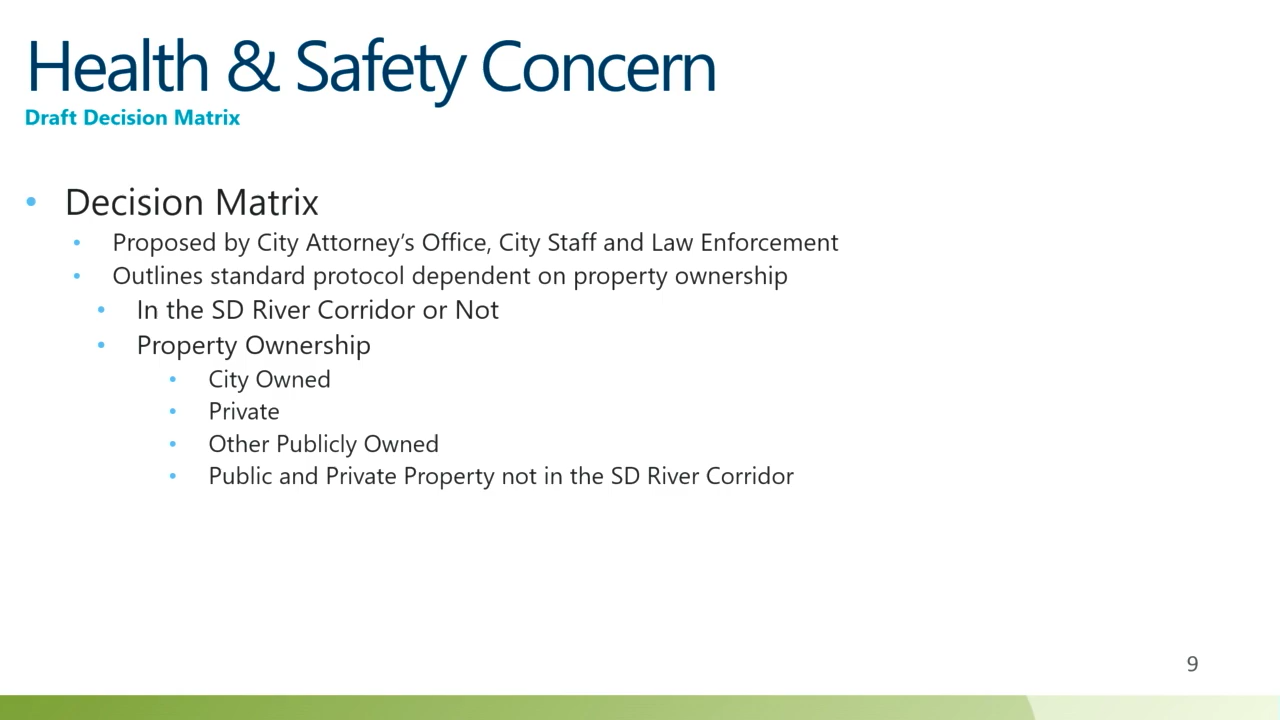 Health & Safety Concern
Draft Decision Matrix
• Decision Matrix
• Proposed by City Attorney’s Office, City Staff and Law Enforcement
• Outlines standard protocol dependent on property ownership
• In the SD River Corridor or Not
• Property Ownership
• City Owned
• Private
• Other Publicly Owned
• Public and Private Property not in the SD River Corridor
9